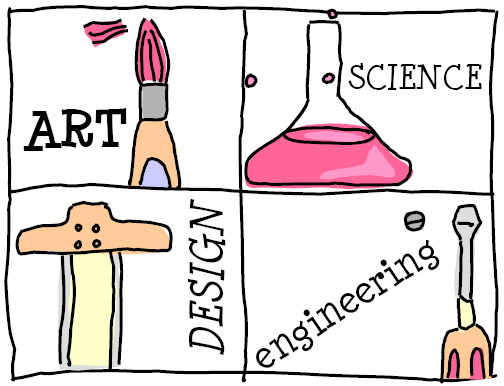 ART
SCIENCE
DESIGN
engineering